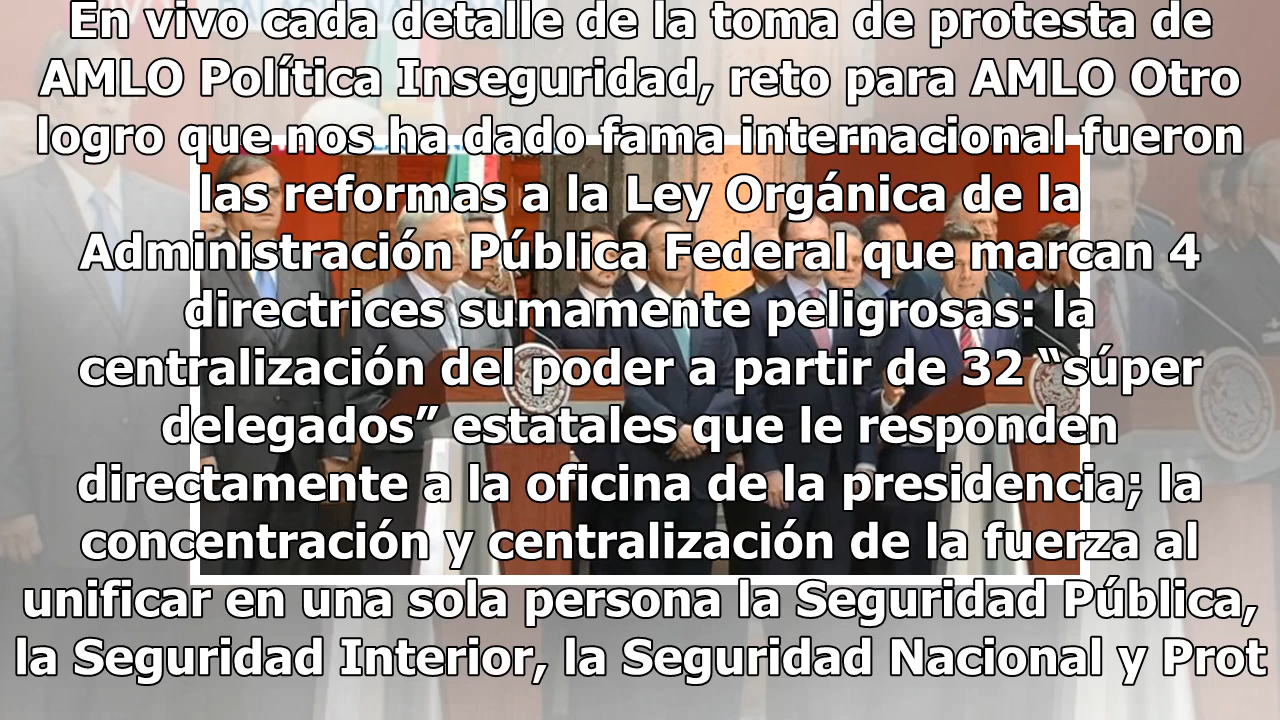 En vivo cada detalle de la toma de protesta de
AMLO Política Inseguridad, reto para AMLO Otro
logro que nos ha dado fama internacional fueron
las reformas a la Ley Orgánica de la
Administración Pública Federal que marcan 4
directrices sumamente peligrosas: la
centralización del poder a partir de 32 “súper
delegados” estatales que le responden
directamente a la oficina de la presidencia; la
concentración y centralización de la fuerza al
unificar en una sola persona la Seguridad Pública,
la Seguridad Interior, la Seguridad Nacional y Prot